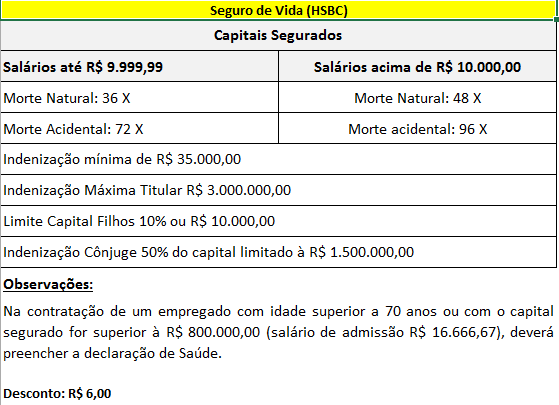 Seguro de Vida (HSBC)
Capitais Segurados
Salários até R$ 9.999,99
Salários acima de R$ 10.000,00
Morte Natural: 36 X
Morte Natural: 48 X
Morte Acidental: 72 X
Morte acidental: 96 X
Indenização mínima de R$ 35.000,00
Indenização Máxima Titular R$ 3.000.000,00
Limite Capital Filhos 10% ou R$ 10.000,00
Indenização Cônjuge 50% do capital limitado à R$ 1.500.000,00
Observações:
Na contratação de um empregado com idade superior a 70 anos ou com o capital
segurado for superior à R$ 800.000,00 (salário de admissão R$ 16.666,67), deverá
preencher a declaração de Saúde.
Desconto: R$ 6,00